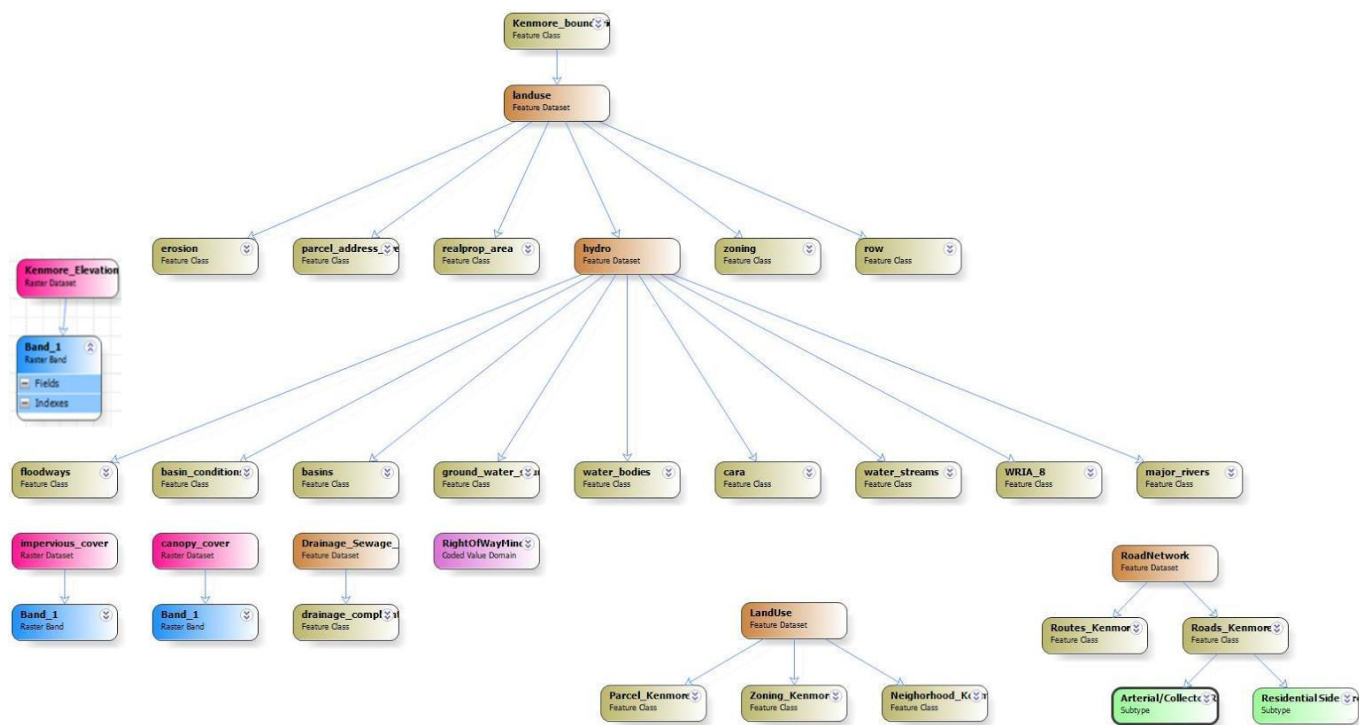 Kenmore_bound
Feature Class
landuse
Feature Dataset
erosion
Feature Class
parcel_address_
Feature Class
realprop_area
Feature Class
hydro
Feature Dataset
zoning
Feature Class
row
Feature Class
Kenmore_Elevation
Raster Dataset
Band_1
Raster Band
Fields
Indexes
floodways
Feature Class
basin_conditions
Feature Class
basins
Feature Class
ground_water_
Feature Class
water_bodies
Feature Class
cara
Feature Class
water_streams
Feature Class
WRIA_8
Feature Class
major_rivers
Feature Class
impervious_cover
Raster Dataset
canopy_cover
Raster Dataset
Drainage_Sewage_
Feature Dataset
RightOfWayMin
Coded Value Domain
Band_1
Raster Band
Band_1
Raster Band
drainage_compl
Feature Class
LandUse
Feature Dataset
Parcel_Kenmore
Feature Class
Zoning_Kenmor
Feature Class
Neighorhood_K
Feature Class
RoadNetwork
Feature Dataset
Routes_Kenmor
Feature Class
Roads_Kenmore
Feature Class
Arterial/Collecto
Subtype
ResidentialSide
Subtype